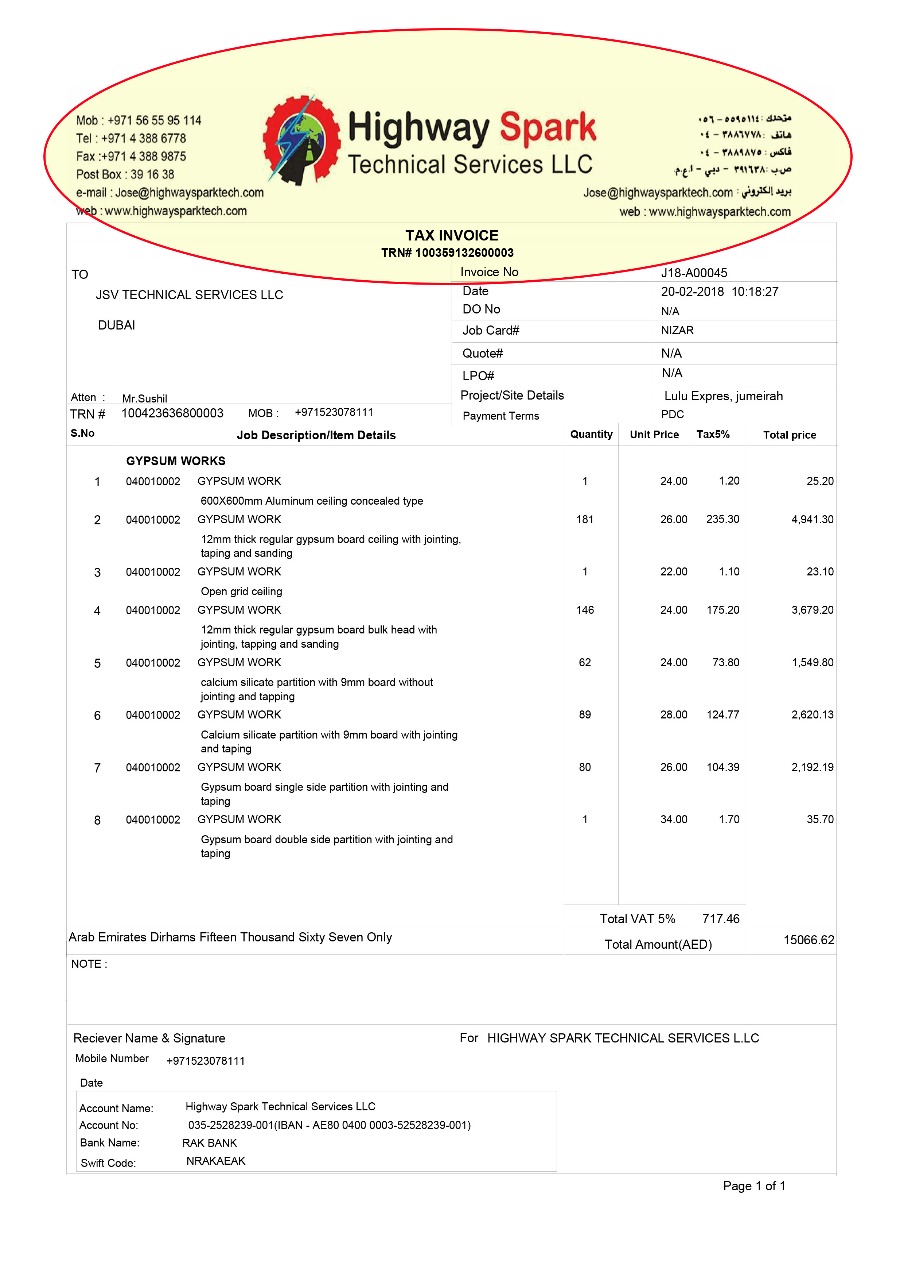 Mob : +971 56 55 95 114
Tel : +971 4 388 6778
Fax :+971 4 388 9875
Post Box : 39 16 38
e-mail : Jose@highwaysparktech.com
web : www.highwaysparktech.com
Highway Spark
Technical Services LLC
متحرك : ٥٥٩٥١١٤ - ٠٥٦
هاتف : ٣٨٨٦٧٧٨ - ٠٤
فاكس : ٣٨٨٩٨٧٥ - ٠٤
ص.ب : ٣٩١٦٣٨ - دبي - ا.ع.م.
بريد إلكتروني : Jose@highwaysparktech.com
web : www.highwaysparktech.com
TAX INVOICE
TRN# 100359132600003
TO
JSV TECHNICAL SERVICES LLC
DUBAI
Atten : Mr.Sushil
TRN # 100423636800003 MOB : +971523078111
Invoice No J18-A00045
Date 20-02-2018 10:18:27
DO No N/A
Job Card# NIZAR
Quote# N/A
LPO# N/A
Project/Site Details Lulu Expres, jumeirah
Payment Terms PDC
S.No Job Description/Item Details Quantity Unit Price Tax5% Total price
GYPSUM WORKS
1 040010002 GYPSUM WORK 1 24.00 1.20 25.20
600X600mm Aluminum ceiling concealed type
2 040010002 GYPSUM WORK 181 26.00 235.30 4,941.30
12mm thick regular gypsum board ceiling with jointing,
taping and sanding
3 040010002 GYPSUM WORK 1 22.00 1.10 23.10
Open grid ceiling
4 040010002 GYPSUM WORK 146 24.00 175.20 3,679.20
12mm thick regular gypsum board bulk head with
jointing, tapping and sanding
5 040010002 GYPSUM WORK 62 24.00 73.80 1,549.80
calcium silicate partition with 9mm board without
jointing and tapping
6 040010002 GYPSUM WORK 89 28.00 124.77 2,620.13
Calcium silicate partition with 9mm board with jointing
and taping
7 040010002 GYPSUM WORK 80 26.00 104.39 2,192.19
Gypsum board single side partition with jointing and
taping
8 040010002 GYPSUM WORK 1 34.00 1.70 35.70
Gypsum board double side partition with jointing and
taping
Total VAT 5% 717.46
Arab Emirates Dirhams Fifteen Thousand Sixty Seven Only
Total Amount(AED) 15066.62
NOTE :
Reciever Name & Signature
For HIGHWAY SPARK TECHNICAL SERVICES L.LC
Mobile Number +971523078111
Date
Account Name: Highway Spark Technical Services LLC
Account No: 035-2528239-001(IBAN - AE80 0400 0003-52528239-001)
Bank Name: RAK BANK
Swift Code: NRAKAEAK
Page 1 of 1